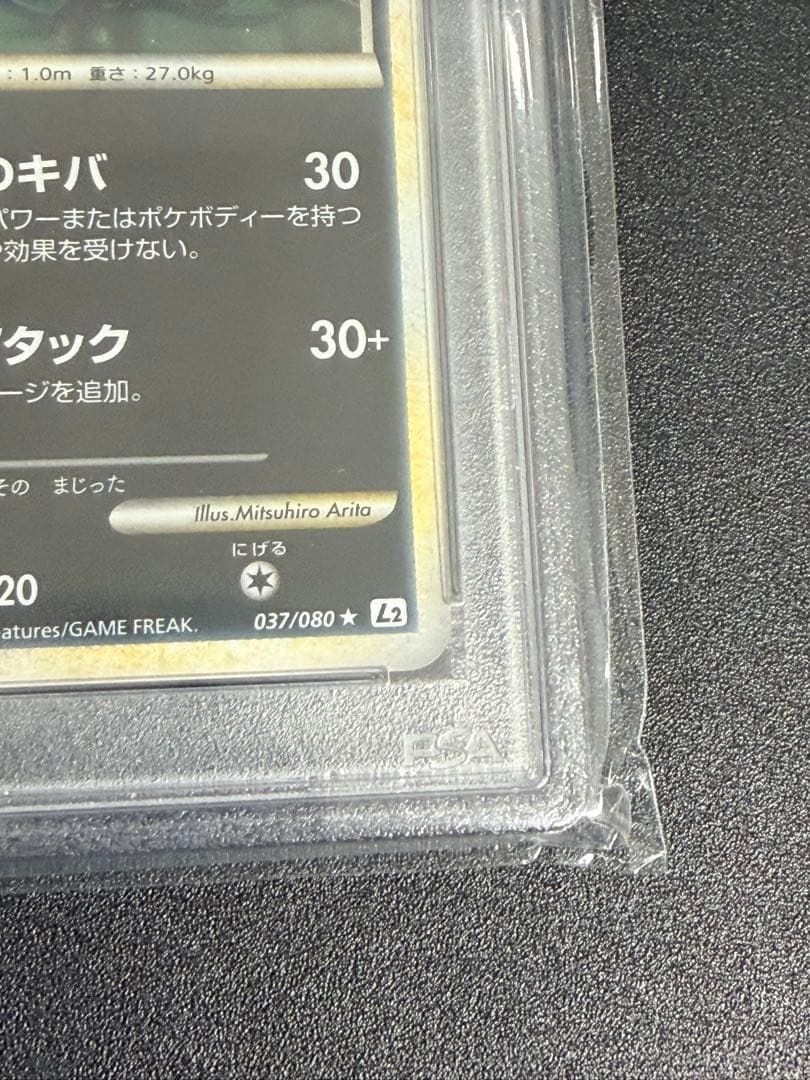 ：1.0m 重さ：27.0kg
のキバ 30
パワーまたはポケボディーを持つ
効果を受けない。
アタック 30+
ージを追加。
その まじった
Illus.Mitsuhiro Arita
にげる
20
eatures/GAME FREAK.
037/080 ★ L2
PSA